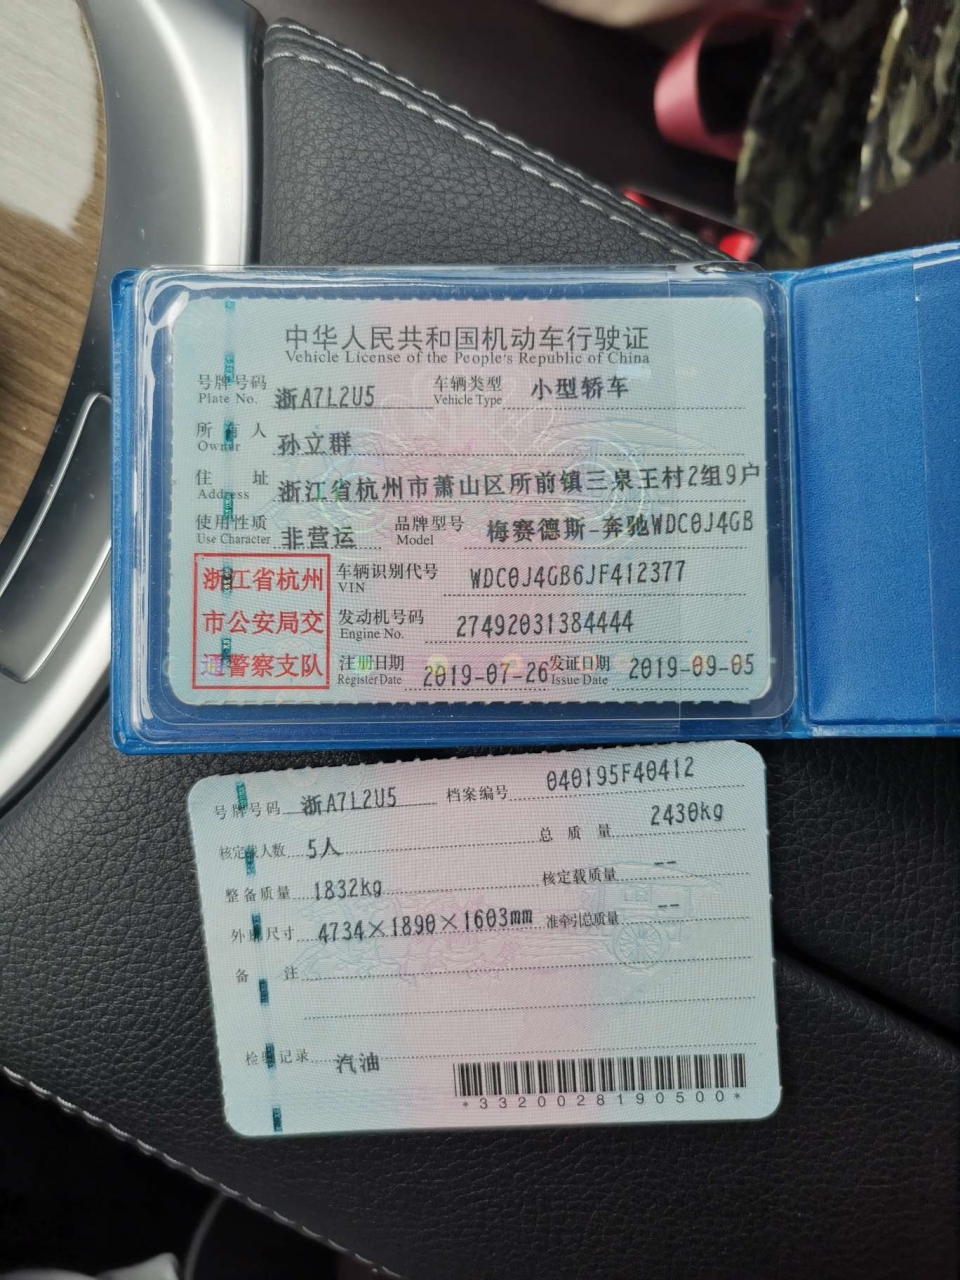 中华人民共和国机动车行驶证
Vehicle License of the People's Republic of China
号牌号码 浙A7L2U5 车辆类型 小型轿车
Plate No. Vehicle Type
所有人 孙立群
Owner
住址 浙江省杭州市萧山区所前镇三泉王村2组9户
Address
使用性质 非营运 品牌型号 梅赛德斯-奔驰WDC0J4GB
Use Character Model
浙江省杭州 车辆识别代号 WDC0J4GB6JF412377
VIN
市公安局交 发动机号码 27492031384444
Engine No.
通警察支队 注册日期 2019-07-26 发证日期 2019-09-05
Register Date Issue Date
号牌号码 浙A7L2U5 档案编号 040195F40412
核定载人数 5人 总质量 2430kg
整备质量 1832kg 核定载质量 --
外廓尺寸 4734×1890×1603mm 准牵引总质量 --
备注
检验记录 汽油
*3320028190500*